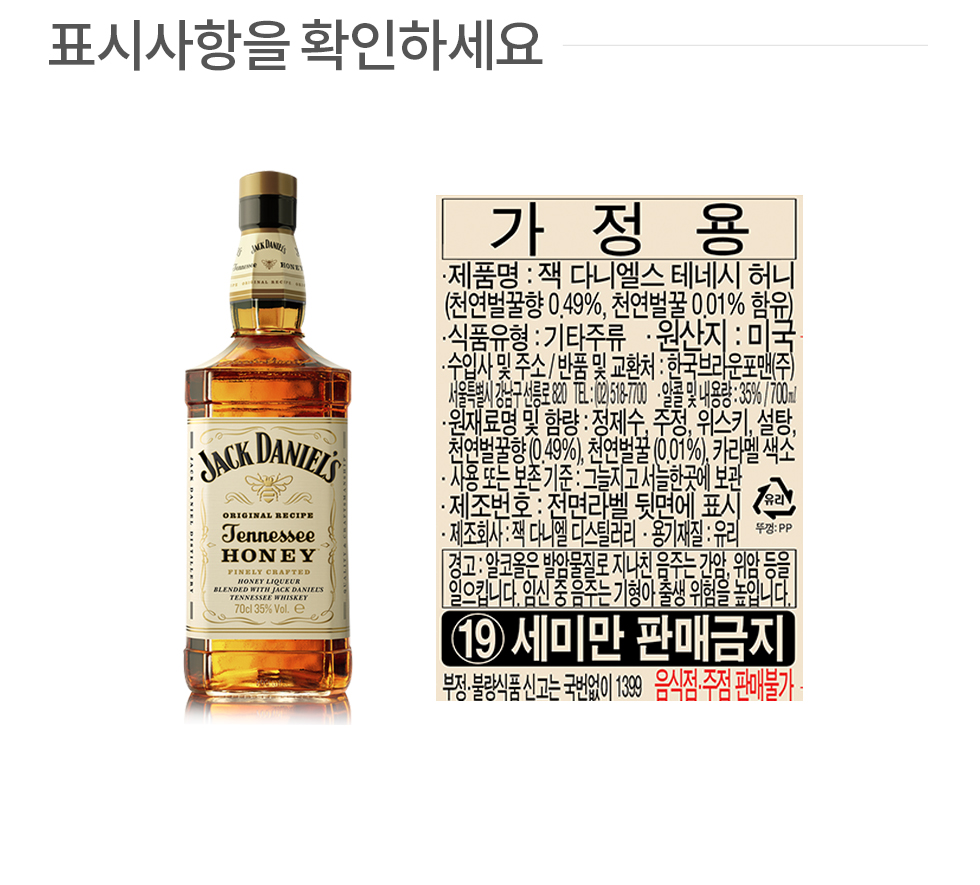 표시사항을 확인하세요
JACK DANIEL'S
Tennessee HONEY
ORIGINAL RECIPE
JACK DANIEL'S
ORIGINAL RECIPE
Tennessee
HONEY
FINELY CRAFTED
HONEY LIQUEUR
BLENDED WITH JACK DANIEL'S
TENNESSEE WHISKEY
70cl 35% Vol. ℮
JACK DANIEL DISTILLERY
QUALITY & CRAFTSMANSHIP
가 정 용
·제품명 : 잭 다니엘스 테네시 허니
(천연벌꿀향 0.49%, 천연벌꿀 0.01% 함유)
·식품유형 : 기타주류 ·원산지 : 미국
·수입사 및 주소 / 반품 및 교환처 : 한국브라운포맨(주)
서울특별시 강남구 선릉로 820 TEL : (02) 518-7700 ·알콜 및 내용량 : 35% / 700㎖
·원재료명 및 함량 : 정제수, 주정, 위스키, 설탕,
천연벌꿀향 (0.49%), 천연벌꿀 (0.01%), 카라멜 색소
·사용 또는 보존 기준 : 그늘지고 서늘한곳에 보관
·제조번호 : 전면라벨 뒷면에 표시
·제조회사 : 잭 다니엘 디스틸러리 ·용기재질 : 유리
유리
뚜껑: PP
경고 : 알코올은 발암물질로 지나친 음주는 간암, 위암 등을
일으킵니다. 임신 중 음주는 기형아 출생 위험을 높입니다.
19 세미만 판매금지
부정·불량식품 신고는 국번없이 1399 음식점·주점 판매불가